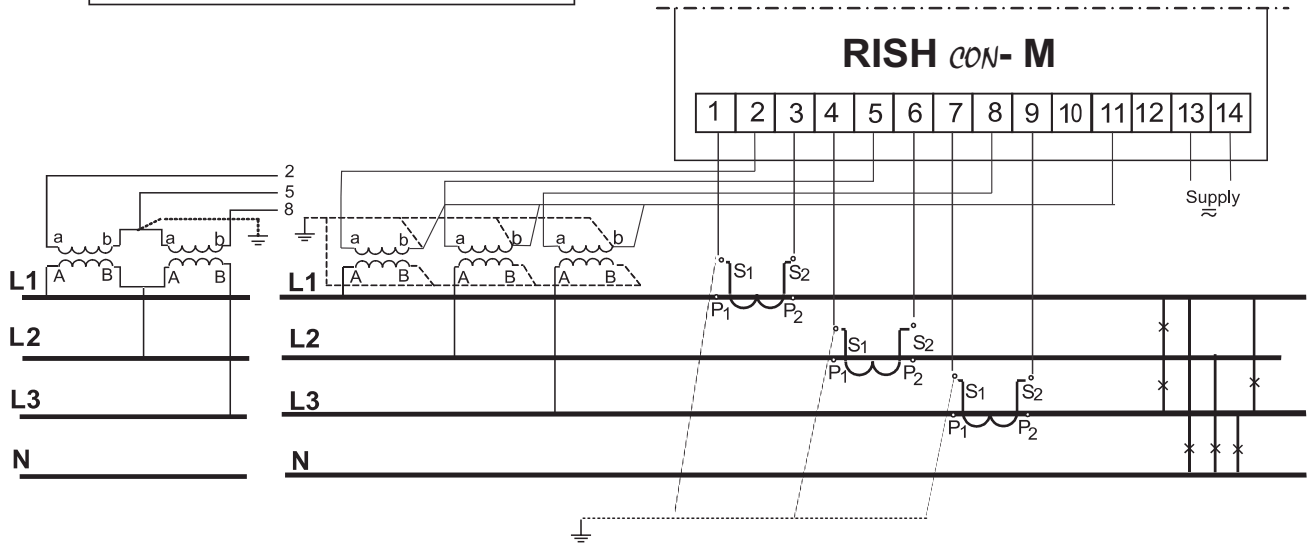 RISH CON- M
1 2 3 4 5 6 7 8 9 10 11 12 13 14
Supply
2
5
8
a b a b
A B A B
a b a b a b
A B A B A B
L1
L2
L3
N
L1
L2
L3
N
S1 S2
P1 P2
S1 S2
P1 P2
S1 S2
P1 P2